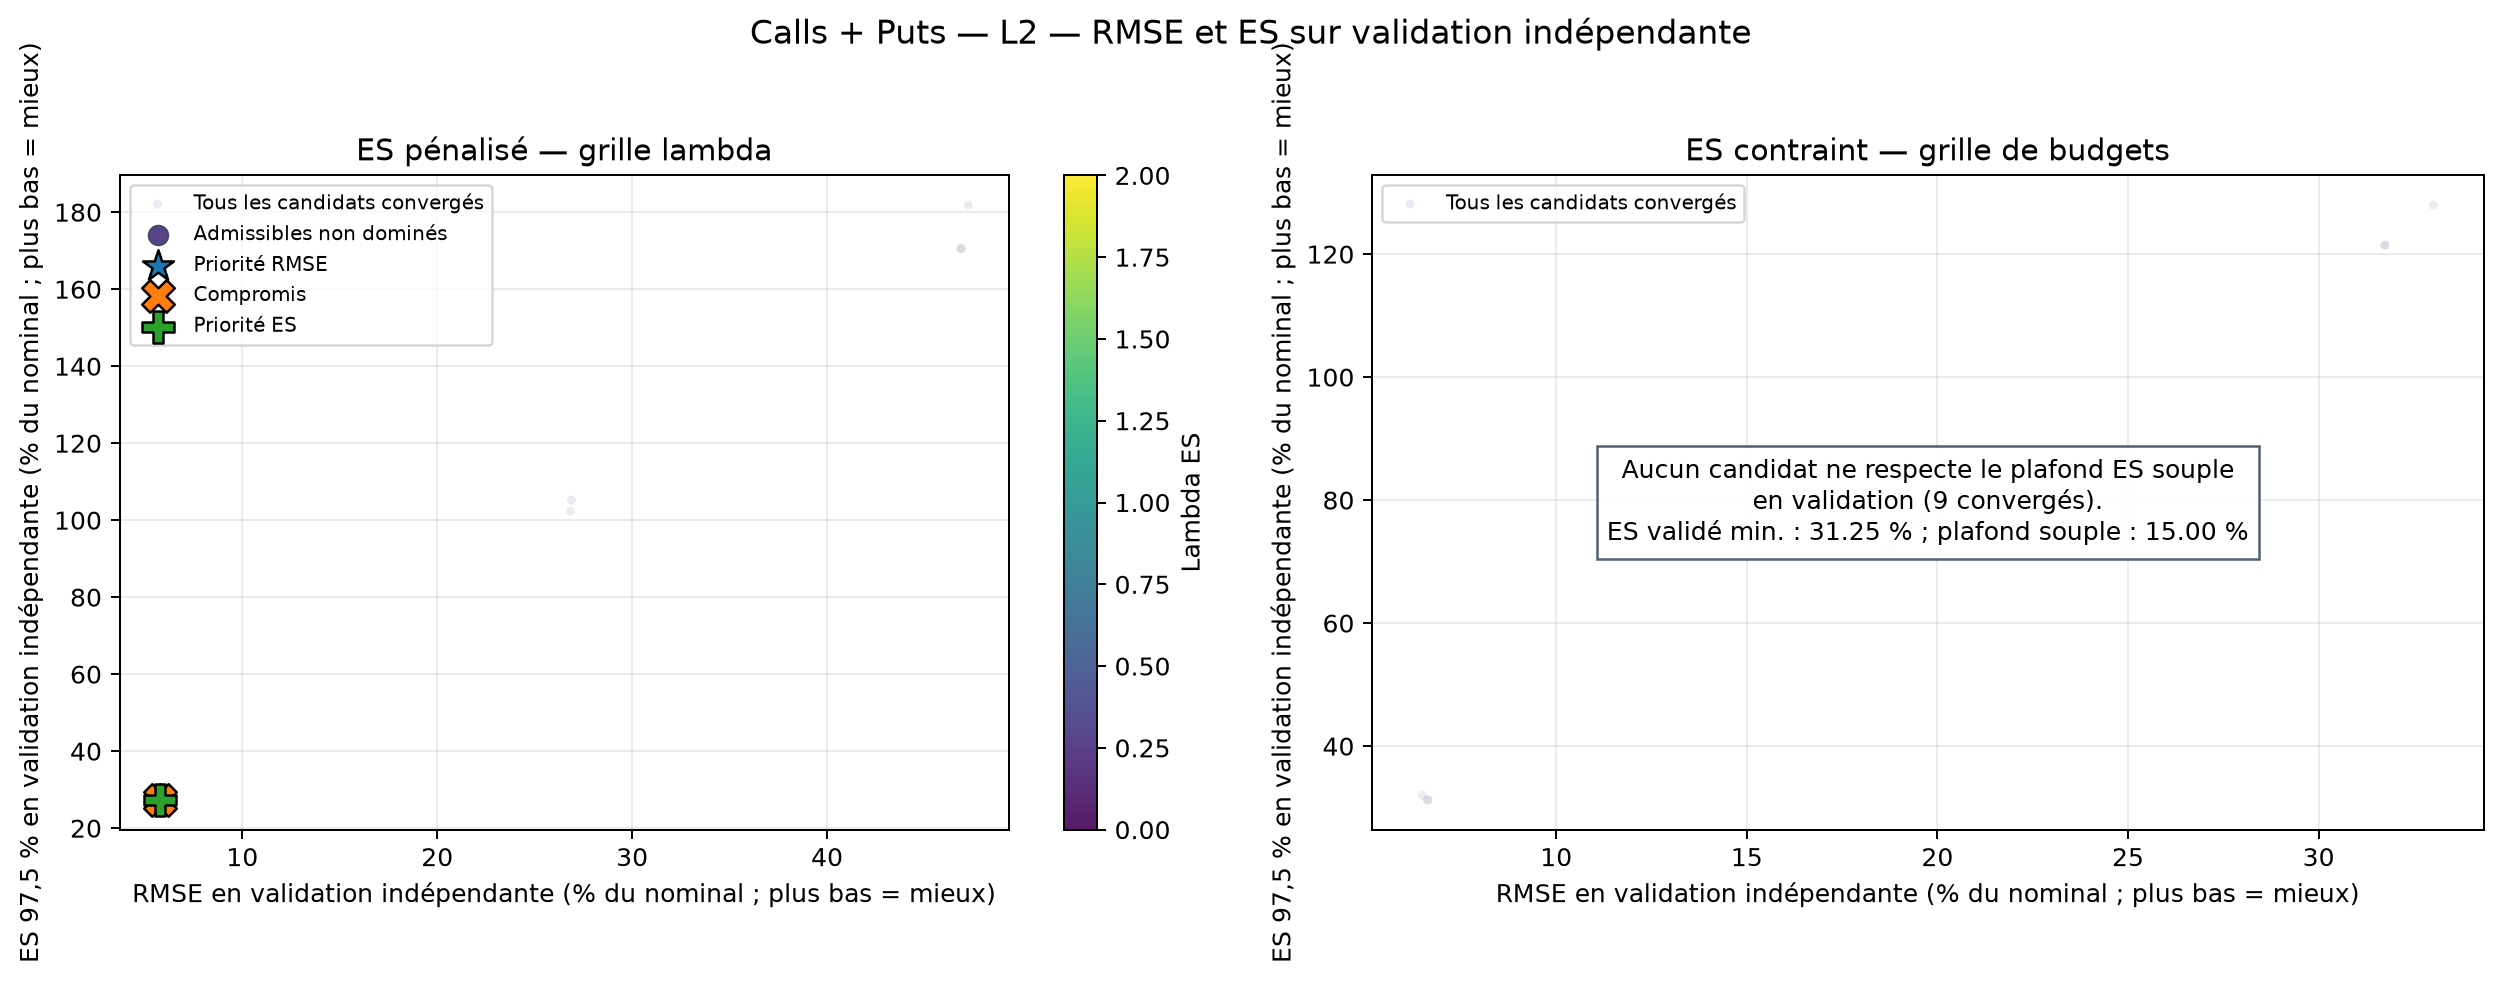 Calls + Puts — L2 — RMSE et ES sur validation indépendante
ES pénalisé — grille lambda
ES 97,5 % en validation indépendante (% du nominal ; plus bas = mieux)
180
160
140
120
100
80
60
40
20
Tous les candidats convergés
Admissibles non dominés
Priorité RMSE
Compromis
Priorité ES
10
20
30
40
RMSE en validation indépendante (% du nominal ; plus bas = mieux)
2.00
1.75
1.50
1.25
1.00
0.75
0.50
0.25
0.00
Lambda ES
ES contraint — grille de budgets
ES 97,5 % en validation indépendante (% du nominal ; plus bas = mieux)
120
100
80
60
40
Tous les candidats convergés
Aucun candidat ne respecte le plafond ES souple
en validation (9 convergés).
ES validé min. : 31.25 % ; plafond souple : 15.00 %
10
15
20
25
30
RMSE en validation indépendante (% du nominal ; plus bas = mieux)